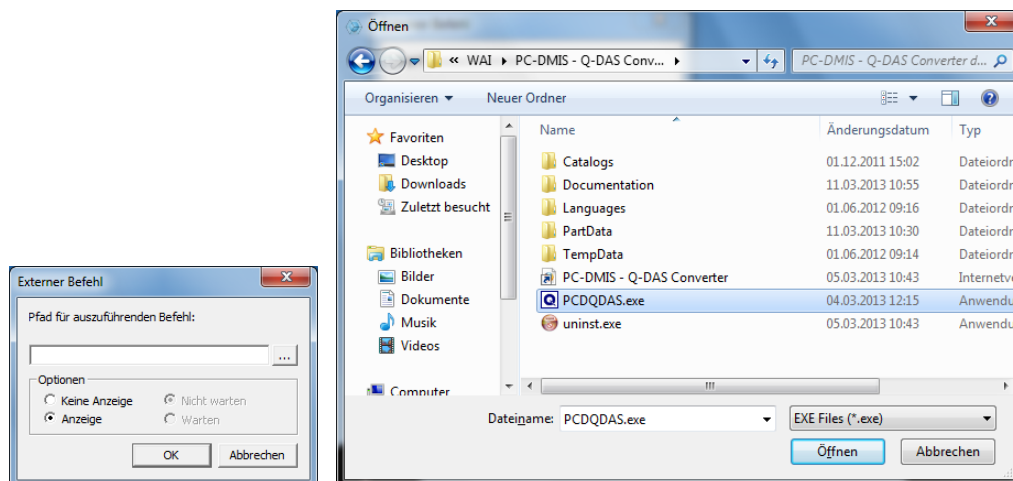 Externer Befehl
Pfad für auszuführenden Befehl:
...
Optionen
Keine Anzeige
Nicht warten
Anzeige
Warten
OK
Abbrechen
Öffnen
« WAI ▸ PC-DMIS - Q-DAS Conv... ▸
PC-DMIS - Q-DAS Converter d...
Organisieren
Neuer Ordner
Favoriten
Desktop
Downloads
Zuletzt besucht
Bibliotheken
Bilder
Dokumente
Musik
Videos
Computer
Name Änderungsdatum Typ
Catalogs 01.12.2011 15:02 Dateiordr
Documentation 11.03.2013 10:55 Dateiordr
Languages 01.06.2012 09:16 Dateiordr
PartData 11.03.2013 10:30 Dateiordr
TempData 01.06.2012 09:14 Dateiordr
PC-DMIS - Q-DAS Converter 05.03.2013 10:43 Internetve
PCDQDAS.exe 04.03.2013 12:15 Anwendu
uninst.exe 05.03.2013 10:43 Anwendu
Dateiname: PCDQDAS.exe
EXE Files (*.exe)
Öffnen
Abbrechen